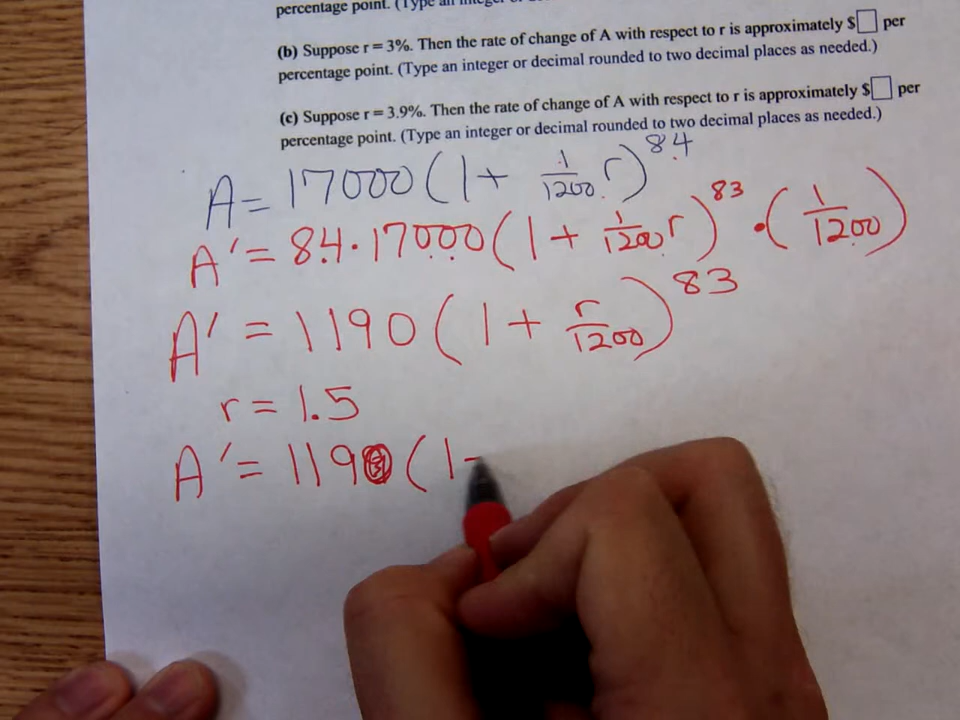 percentage point. (Type an integer or
(b) Suppose r = 3%. Then the rate of change of A with respect to r is approximately $☐ per
percentage point. (Type an integer or decimal rounded to two decimal places as needed.)
(c) Suppose r = 3.9%. Then the rate of change of A with respect to r is approximately $☐ per
percentage point. (Type an integer or decimal rounded to two decimal places as needed.)
A = 17000(1 + 1/1200 r)^84
A' = 84·17000(1 + 1/1200 r)^83 · (1/1200)
A' = 1190(1 + r/1200)^83
r = 1.5
A' = 1190(1